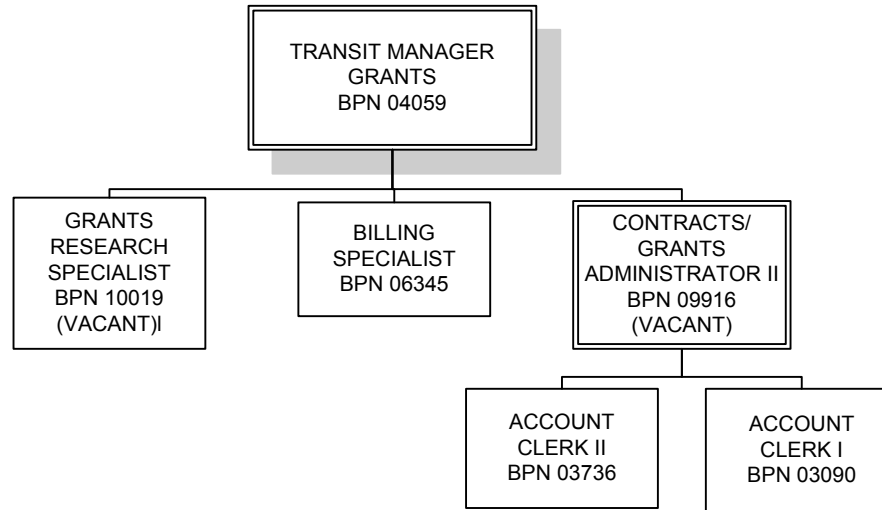 TRANSIT MANAGER
GRANTS
BPN 04059
GRANTS
RESEARCH
SPECIALIST
BPN 10019
(VACANT)I
BILLING
SPECIALIST
BPN 06345
CONTRACTS/
GRANTS
ADMINISTRATOR II
BPN 09916
(VACANT)
ACCOUNT
CLERK II
BPN 03736
ACCOUNT
CLERK I
BPN 03090